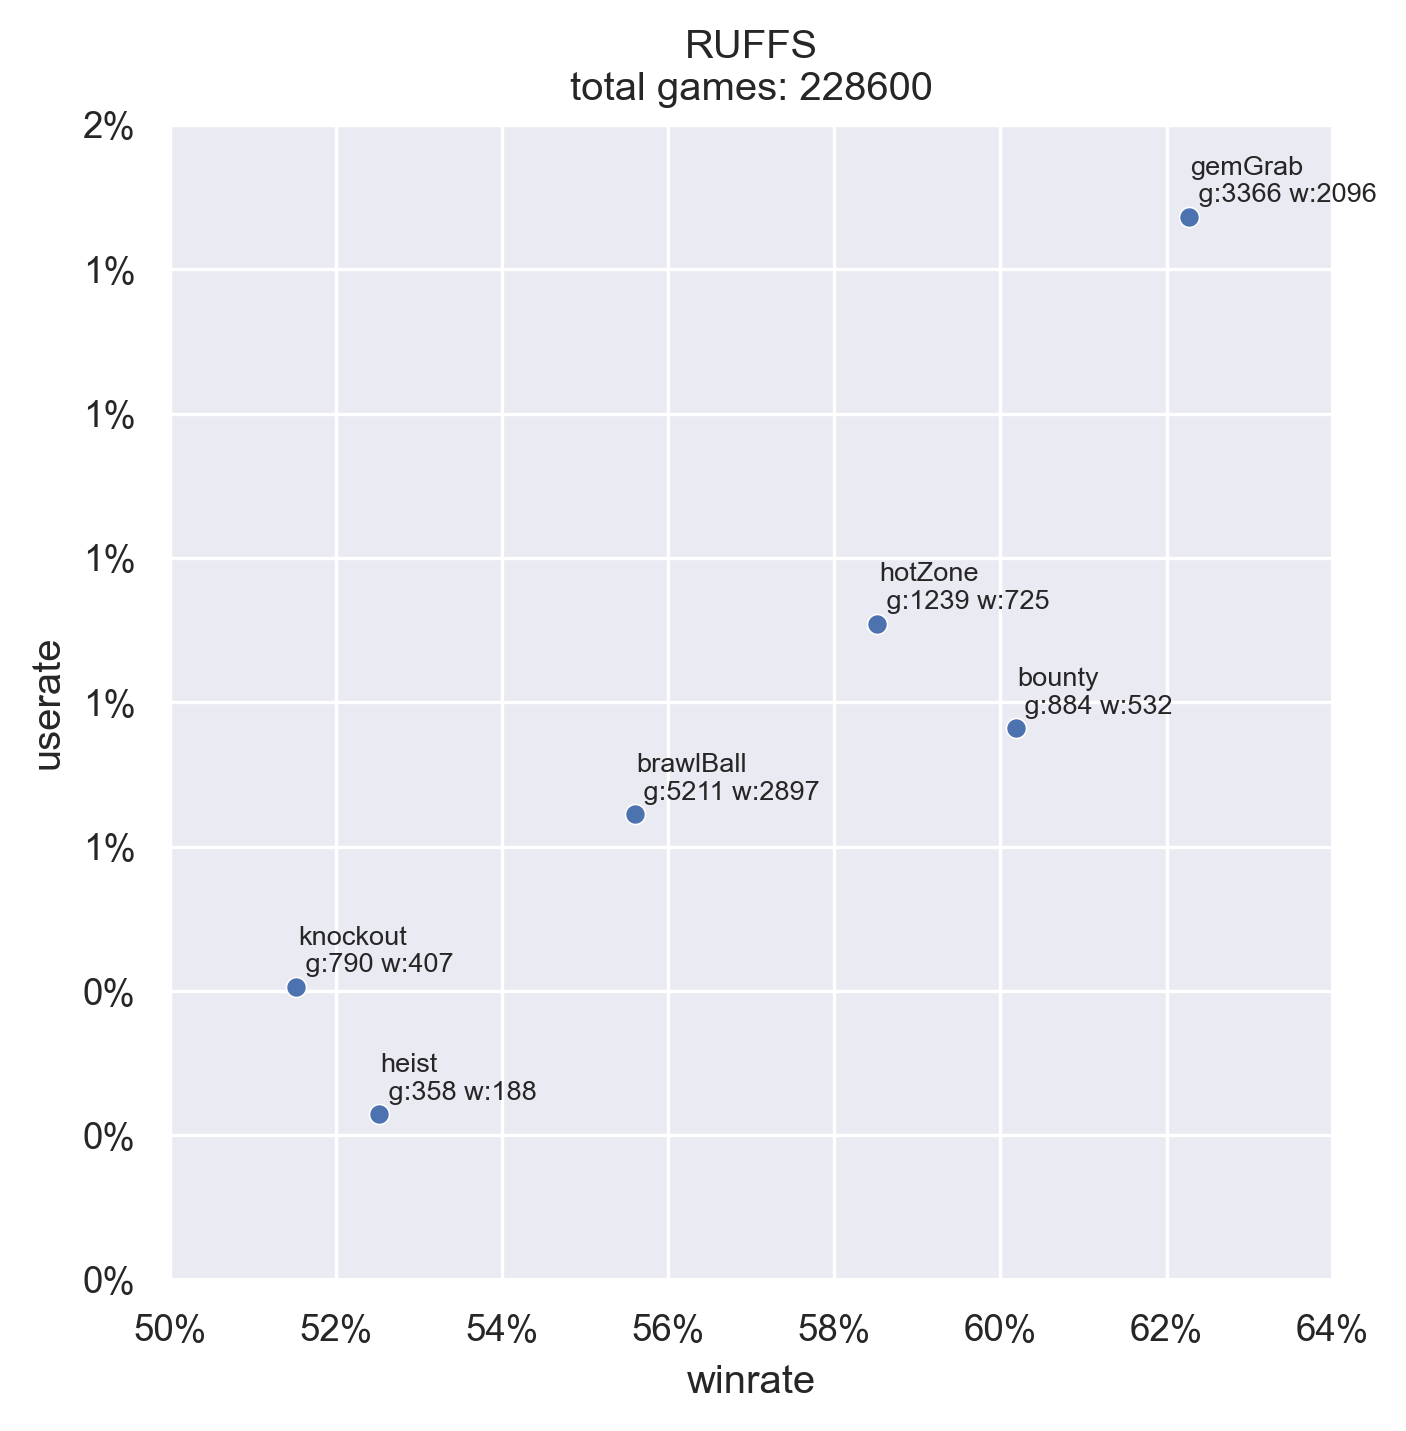 RUFFS
total games: 228600
2%
1%
1%
1%
1%
1%
0%
0%
0%
userate
gemGrab
g:3366 w:2096
hotZone
g:1239 w:725
bounty
g:884 w:532
brawlBall
g:5211 w:2897
knockout
g:790 w:407
heist
g:358 w:188
50% 52% 54% 56% 58% 60% 62% 64%
winrate